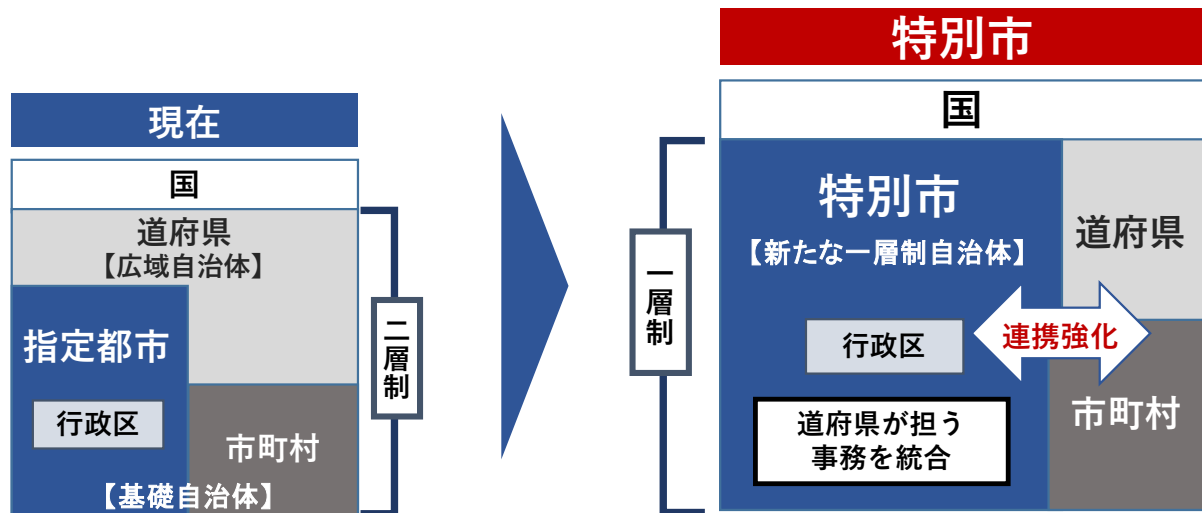 現在
国
道府県
【広域自治体】
指定都市
行政区
市町村
【基礎自治体】
二層制
特別市
国
特別市
【新たな一層制自治体】
道府県
行政区
連携強化
市町村
道府県が担う
事務を統合
一層制